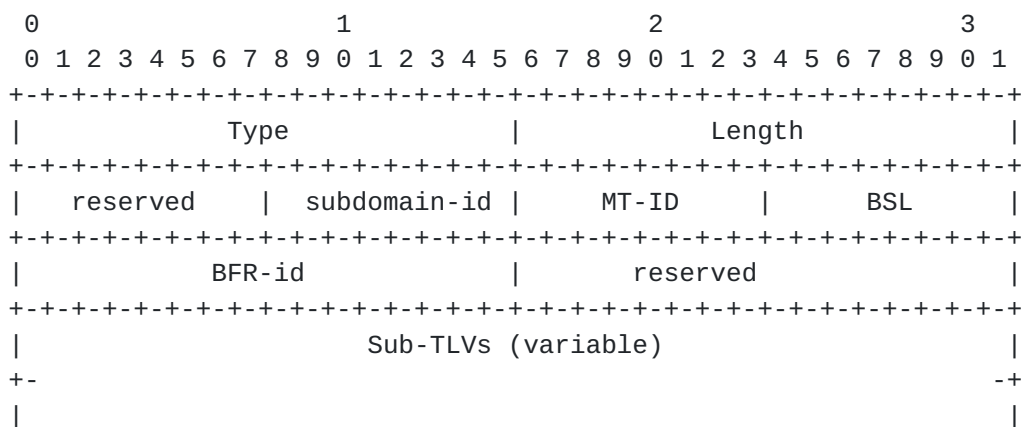 0                   1                   2                   3
 0 1 2 3 4 5 6 7 8 9 0 1 2 3 4 5 6 7 8 9 0 1 2 3 4 5 6 7 8 9 0 1
+-+-+-+-+-+-+-+-+-+-+-+-+-+-+-+-+-+-+-+-+-+-+-+-+-+-+-+-+-+-+-+-+
|             Type              |            Length             |
+-+-+-+-+-+-+-+-+-+-+-+-+-+-+-+-+-+-+-+-+-+-+-+-+-+-+-+-+-+-+-+-+
|   reserved    |  subdomain-id |     MT-ID     |      BSL      |
+-+-+-+-+-+-+-+-+-+-+-+-+-+-+-+-+-+-+-+-+-+-+-+-+-+-+-+-+-+-+-+-+
|            BFR-id             |       reserved                |
+-+-+-+-+-+-+-+-+-+-+-+-+-+-+-+-+-+-+-+-+-+-+-+-+-+-+-+-+-+-+-+-+
|                      Sub-TLVs (variable)                      |
+-                                                             -+
|                                                               |